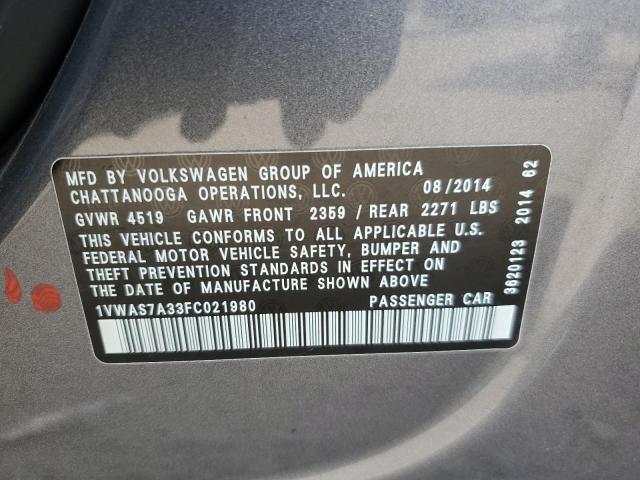 MFD BY VOLKSWAGEN GROUP OF AMERICA
CHATTANOOGA OPERATIONS, LLC. 08/2014
GVWR 4519 GAWR FRONT 2359 / REAR 2271 LBS
THIS VEHICLE CONFORMS TO ALL APPLICABLE U.S.
FEDERAL MOTOR VEHICLE SAFETY, BUMPER AND
THEFT PREVENTION STANDARDS IN EFFECT ON
THE DATE OF MANUFACTURE SHOWN ABOVE
1VWAS7A33FC021980 PASSENGER CAR
3620123 2014 62